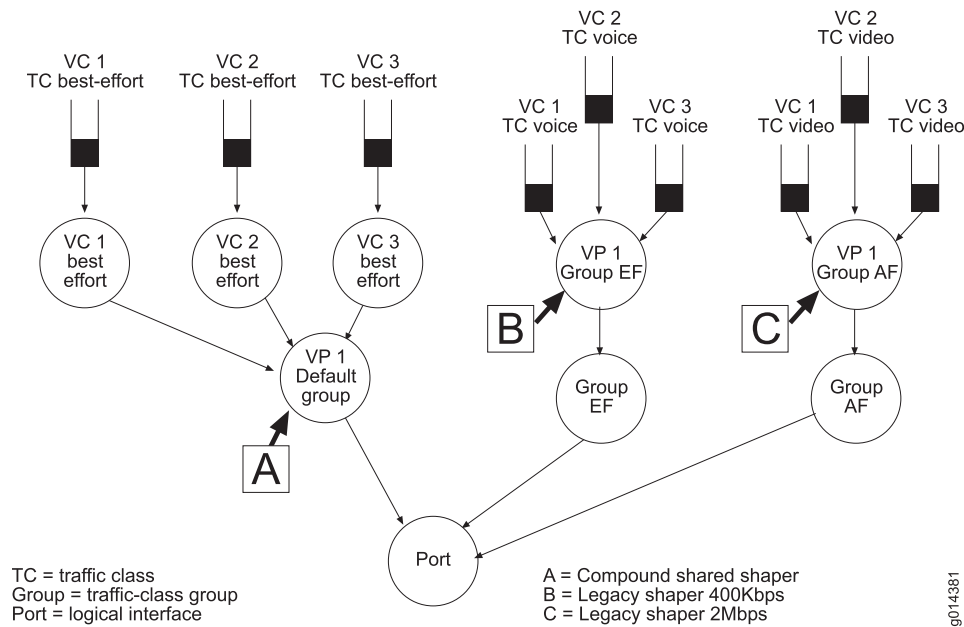 VC 2
TC voice
VC 2
TC video
VC 1
TC best-effort
VC 2
TC best-effort
VC 3
TC best-effort
VC 1
TC voice
VC 3
TC voice
VC 1
TC video
VC 3
TC video
VC 1
best
effort
VC 2
best
effort
VC 3
best
effort
VP 1
Group EF
VP 1
Group AF
B
C
VP 1
Default
group
Group
EF
Group
AF
A
Port
TC = traffic class
Group = traffic-class group
Port = logical interface
A = Compound shared shaper
B = Legacy shaper 400Kbps
C = Legacy shaper 2Mbps
g014381